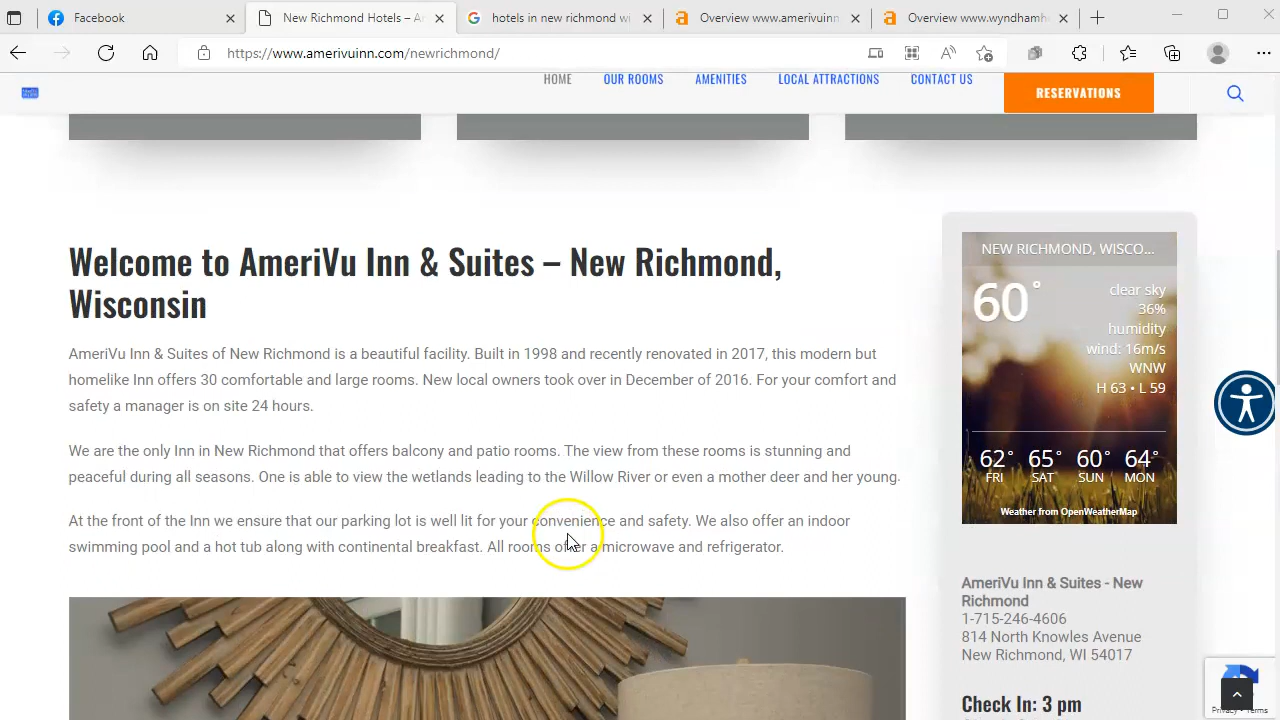 Facebook
New Richmond Hotels – A
hotels in new richmond wi
Overview www.amerivuinn
Overview www.wyndhamh
https://www.amerivuinn.com/newrichmond/
HOME
OUR ROOMS
AMENITIES
LOCAL ATTRACTIONS
CONTACT US
RESERVATIONS
Welcome to AmeriVu Inn & Suites – New Richmond,
Wisconsin
AmeriVu Inn & Suites of New Richmond is a beautiful facility. Built in 1998 and recently renovated in 2017, this modern but
homelike Inn offers 30 comfortable and large rooms. New local owners took over in December of 2016. For your comfort and
safety a manager is on site 24 hours.
We are the only Inn in New Richmond that offers balcony and patio rooms. The view from these rooms is stunning and
peaceful during all seasons. One is able to view the wetlands leading to the Willow River or even a mother deer and her young.
At the front of the Inn we ensure that our parking lot is well lit for your convenience and safety. We also offer an indoor
swimming pool and a hot tub along with continental breakfast. All rooms offer a microwave and refrigerator.
NEW RICHMOND, WISCO...
60°
clear sky
36%
humidity
wind: 16m/s
WNW
H 63 • L 59
62° 65° 60° 64°
FRI SAT SUN MON
Weather from OpenWeatherMap
AmeriVu Inn & Suites - New
Richmond
1-715-246-4606
814 North Knowles Avenue
New Richmond, WI 54017
Check In: 3 pm
Privacy - Terms